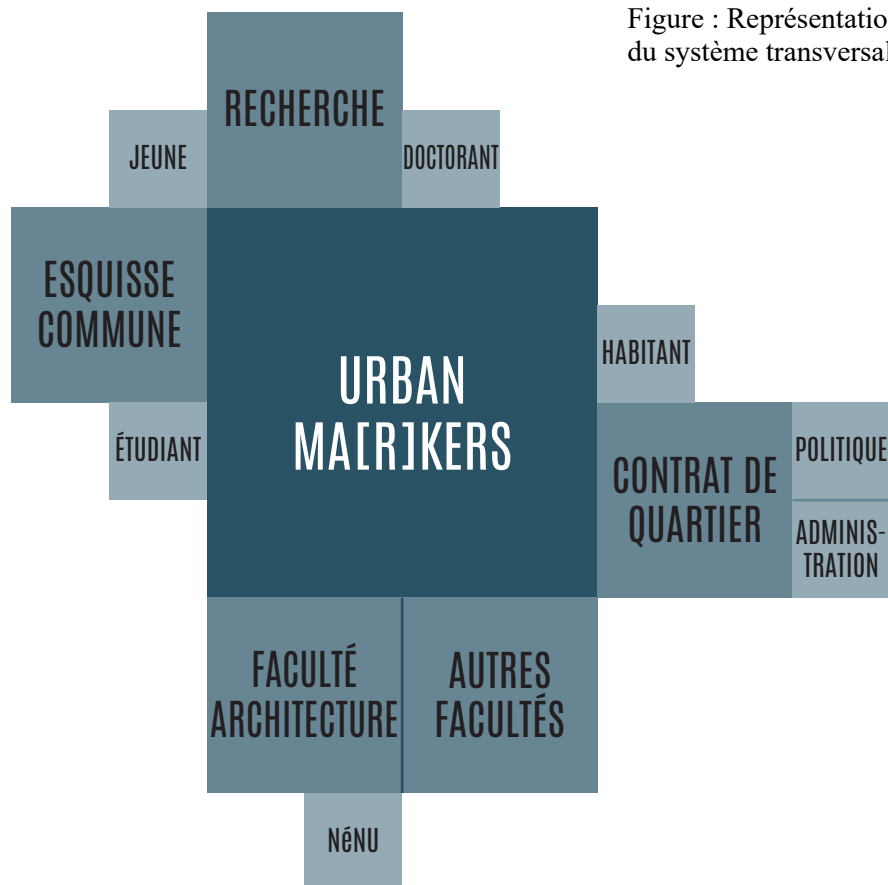 Figure : Représentatio
du système transversal
RECHERCHE
JEUNE
DOCTORANT
ESQUISSE
COMMUNE
HABITANT
URBAN
MA[R]KERS
ÉTUDIANT
CONTRAT DE
QUARTIER
POLITIQUE
ADMINIS-
TRATION
FACULTÉ
ARCHITECTURE
AUTRES
FACULTÉS
NéNU